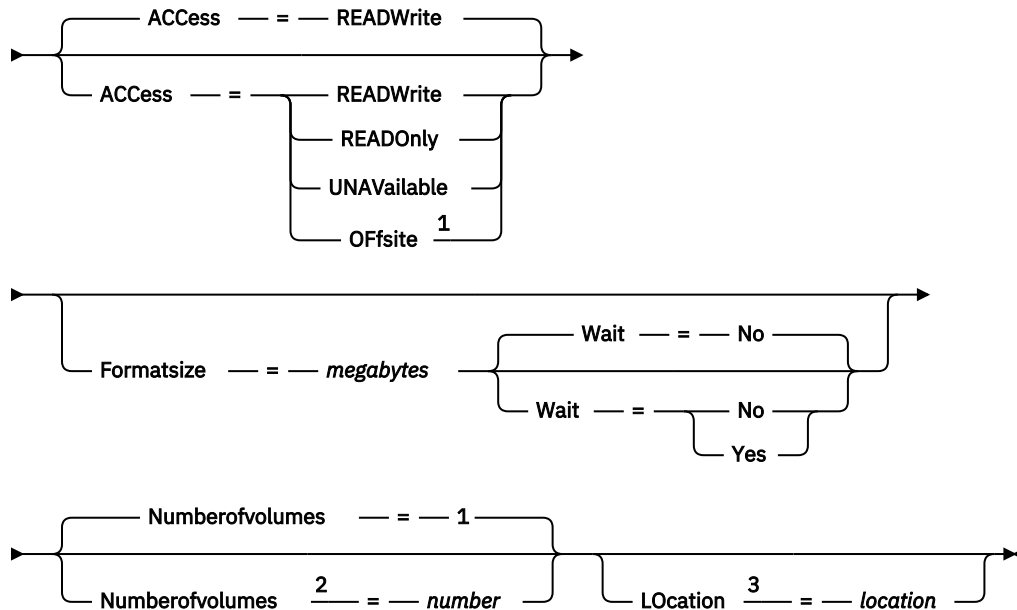 ACCess = READWrite
ACCess = READWrite
READOnly
UNAVailable
OFfsite 1
Wait = No
Formatsize = megabytes
Wait = No
Yes
Numberofvolumes = 1
Numberofvolumes 2 = number LOcation 3 = location